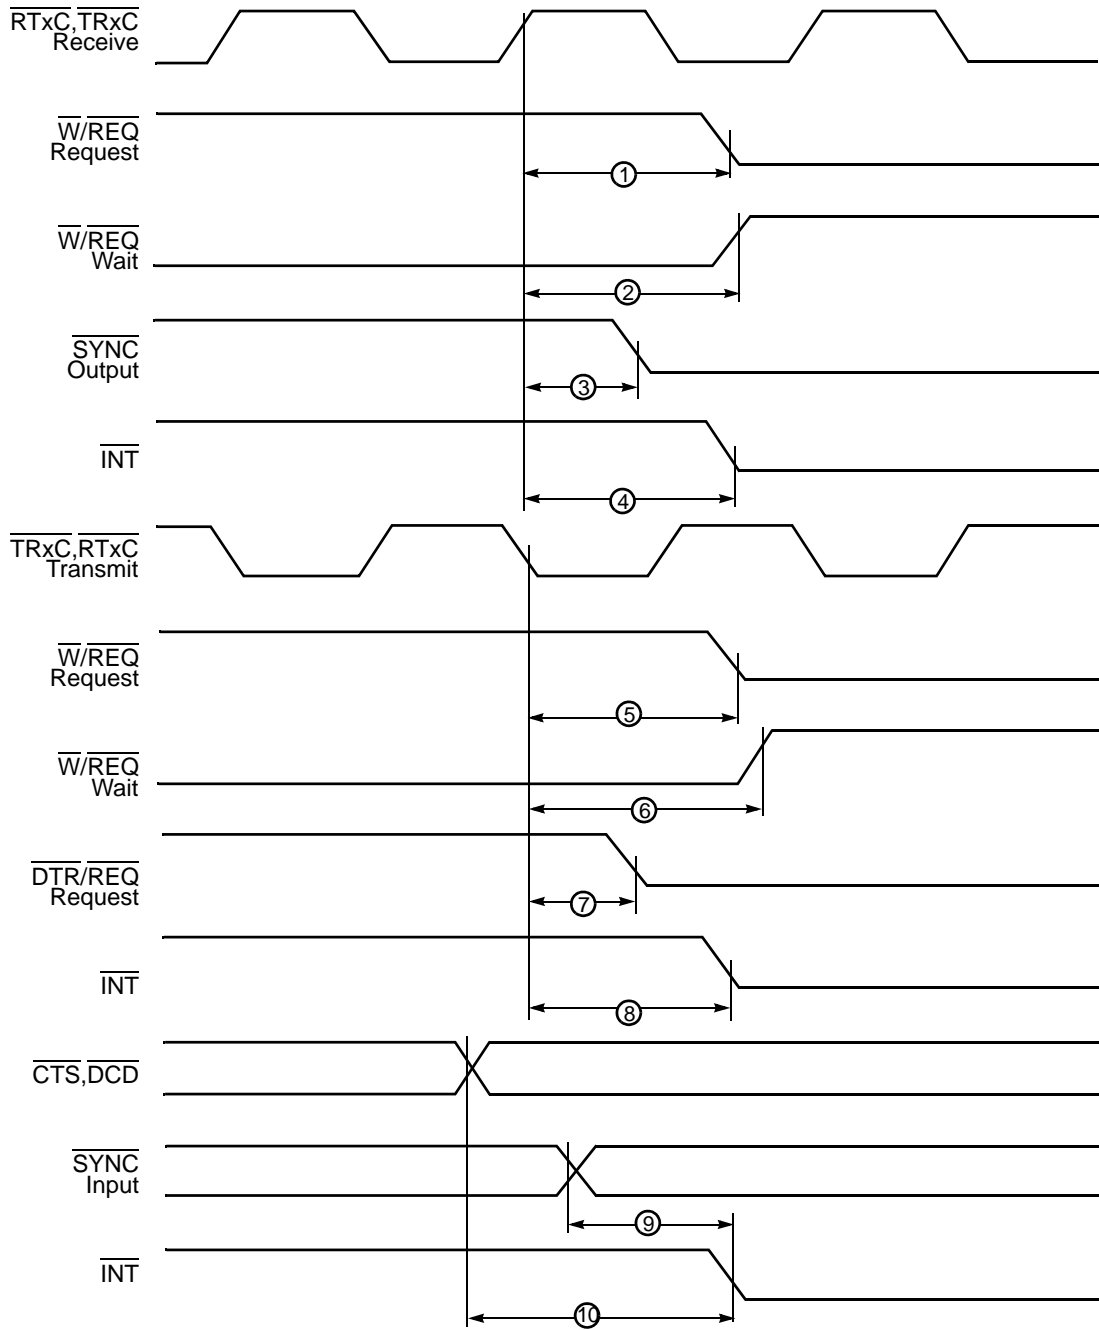 RTxC,TRxC
Receive
W/REQ
Request
1
W/REQ
Wait
2
SYNC
Output
3
INT
4
TRxC,RTxC
Transmit
W/REQ
Request
5
W/REQ
Wait
6
DTR/REQ
Request
7
INT
8
CTS,DCD
SYNC
Input
9
INT
10